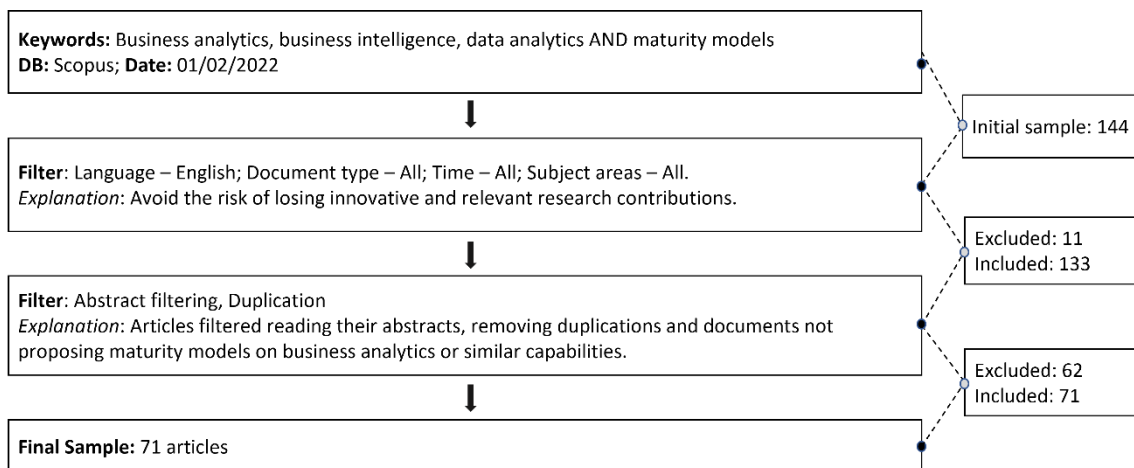 Keywords: Business analytics, business intelligence, data analytics AND maturity models
DB: Scopus; Date: 01/02/2022
Initial sample: 144
Filter: Language – English; Document type – All; Time – All; Subject areas – All.
Explanation: Avoid the risk of losing innovative and relevant research contributions.
Excluded: 11
Included: 133
Filter: Abstract filtering, Duplication
Explanation: Articles filtered reading their abstracts, removing duplications and documents not
proposing maturity models on business analytics or similar capabilities.
Excluded: 62
Included: 71
Final Sample: 71 articles